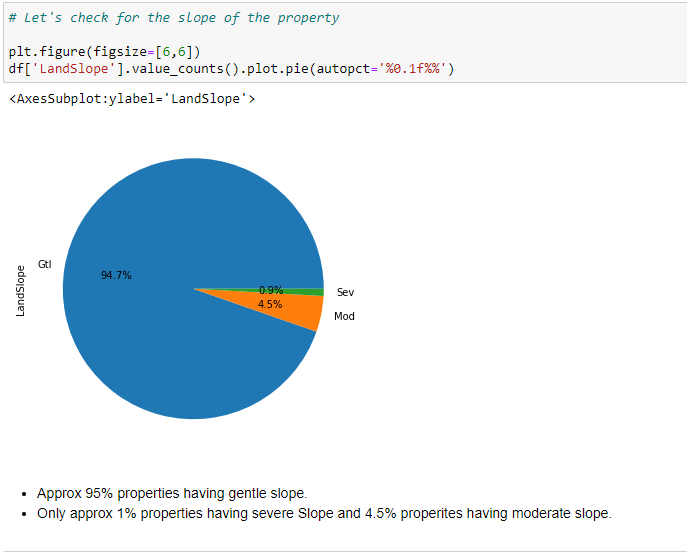 # Let's check for the slope of the property
plt.figure(figsize=[6,6])
df['LandSlope'].value_counts().plot.pie(autopct='%0.1f%%')
<AxesSubplot:ylabel='LandSlope'>
LandSlope
Gtl
94.7%
0.9%
4.5%
Sev
Mod
Approx 95% properties having gentle slope.
Only approx 1% properties having severe Slope and 4.5% properites having moderate slope.